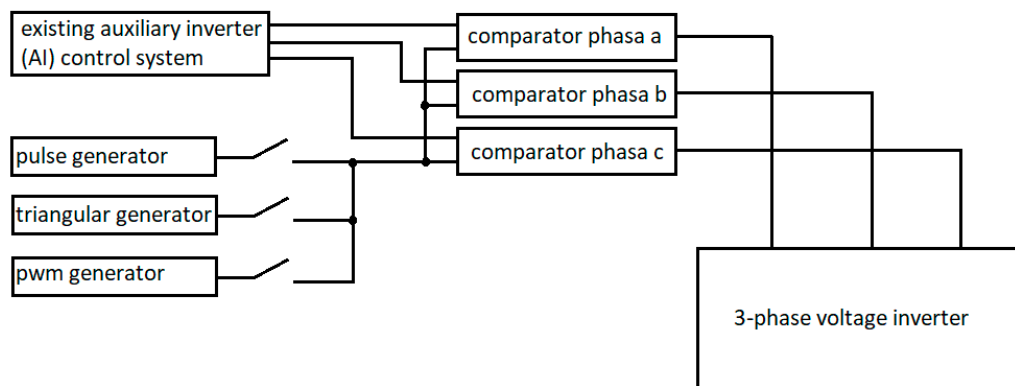 existing auxiliary inverter
(AI) control system
comparator phasa a
comparator phasa b
comparator phasa c
pulse generator
triangular generator
pwm generator
3-phase voltage inverter